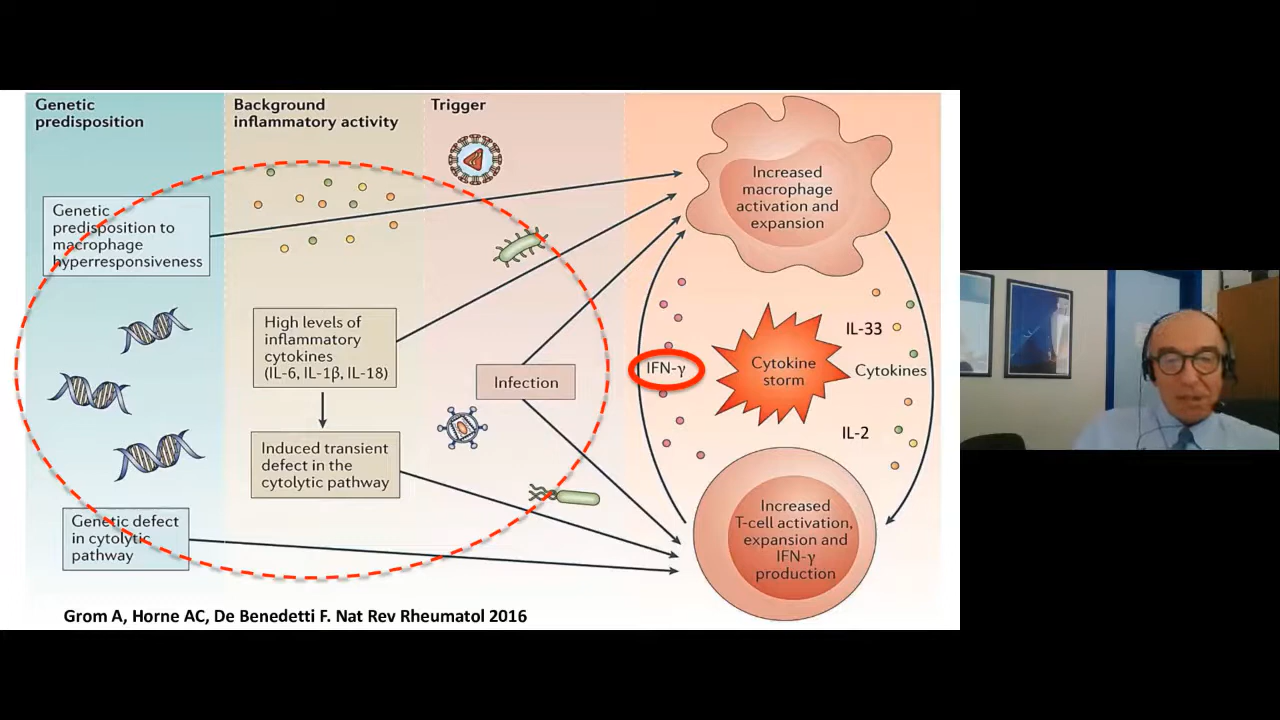 Genetic
predisposition
Background
inflammatory activity
Trigger
Genetic
predisposition to
macrophage
hyperresponsiveness
High levels of
inflammatory
cytokines
(IL-6, IL-1β, IL-18)
Infection
Induced transient
defect in the
cytolytic pathway
Genetic defect
in cytolytic
pathway
Increased
macrophage
activation and
expansion
IFN-γ
Cytokine
storm
IL-33
Cytokines
IL-2
Increased
T-cell activation,
expansion and
IFN-γ
production
Grom A, Horne AC, De Benedetti F. Nat Rev Rheumatol 2016